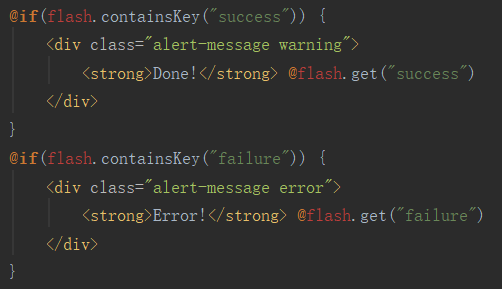 @if(flash.containsKey("success")) {
    <div class="alert-message warning">
        <strong>Done!</strong> @flash.get("success")
    </div>
}
@if(flash.containsKey("failure")) {
    <div class="alert-message error">
        <strong>Error!</strong> @flash.get("failure")
    </div>
}